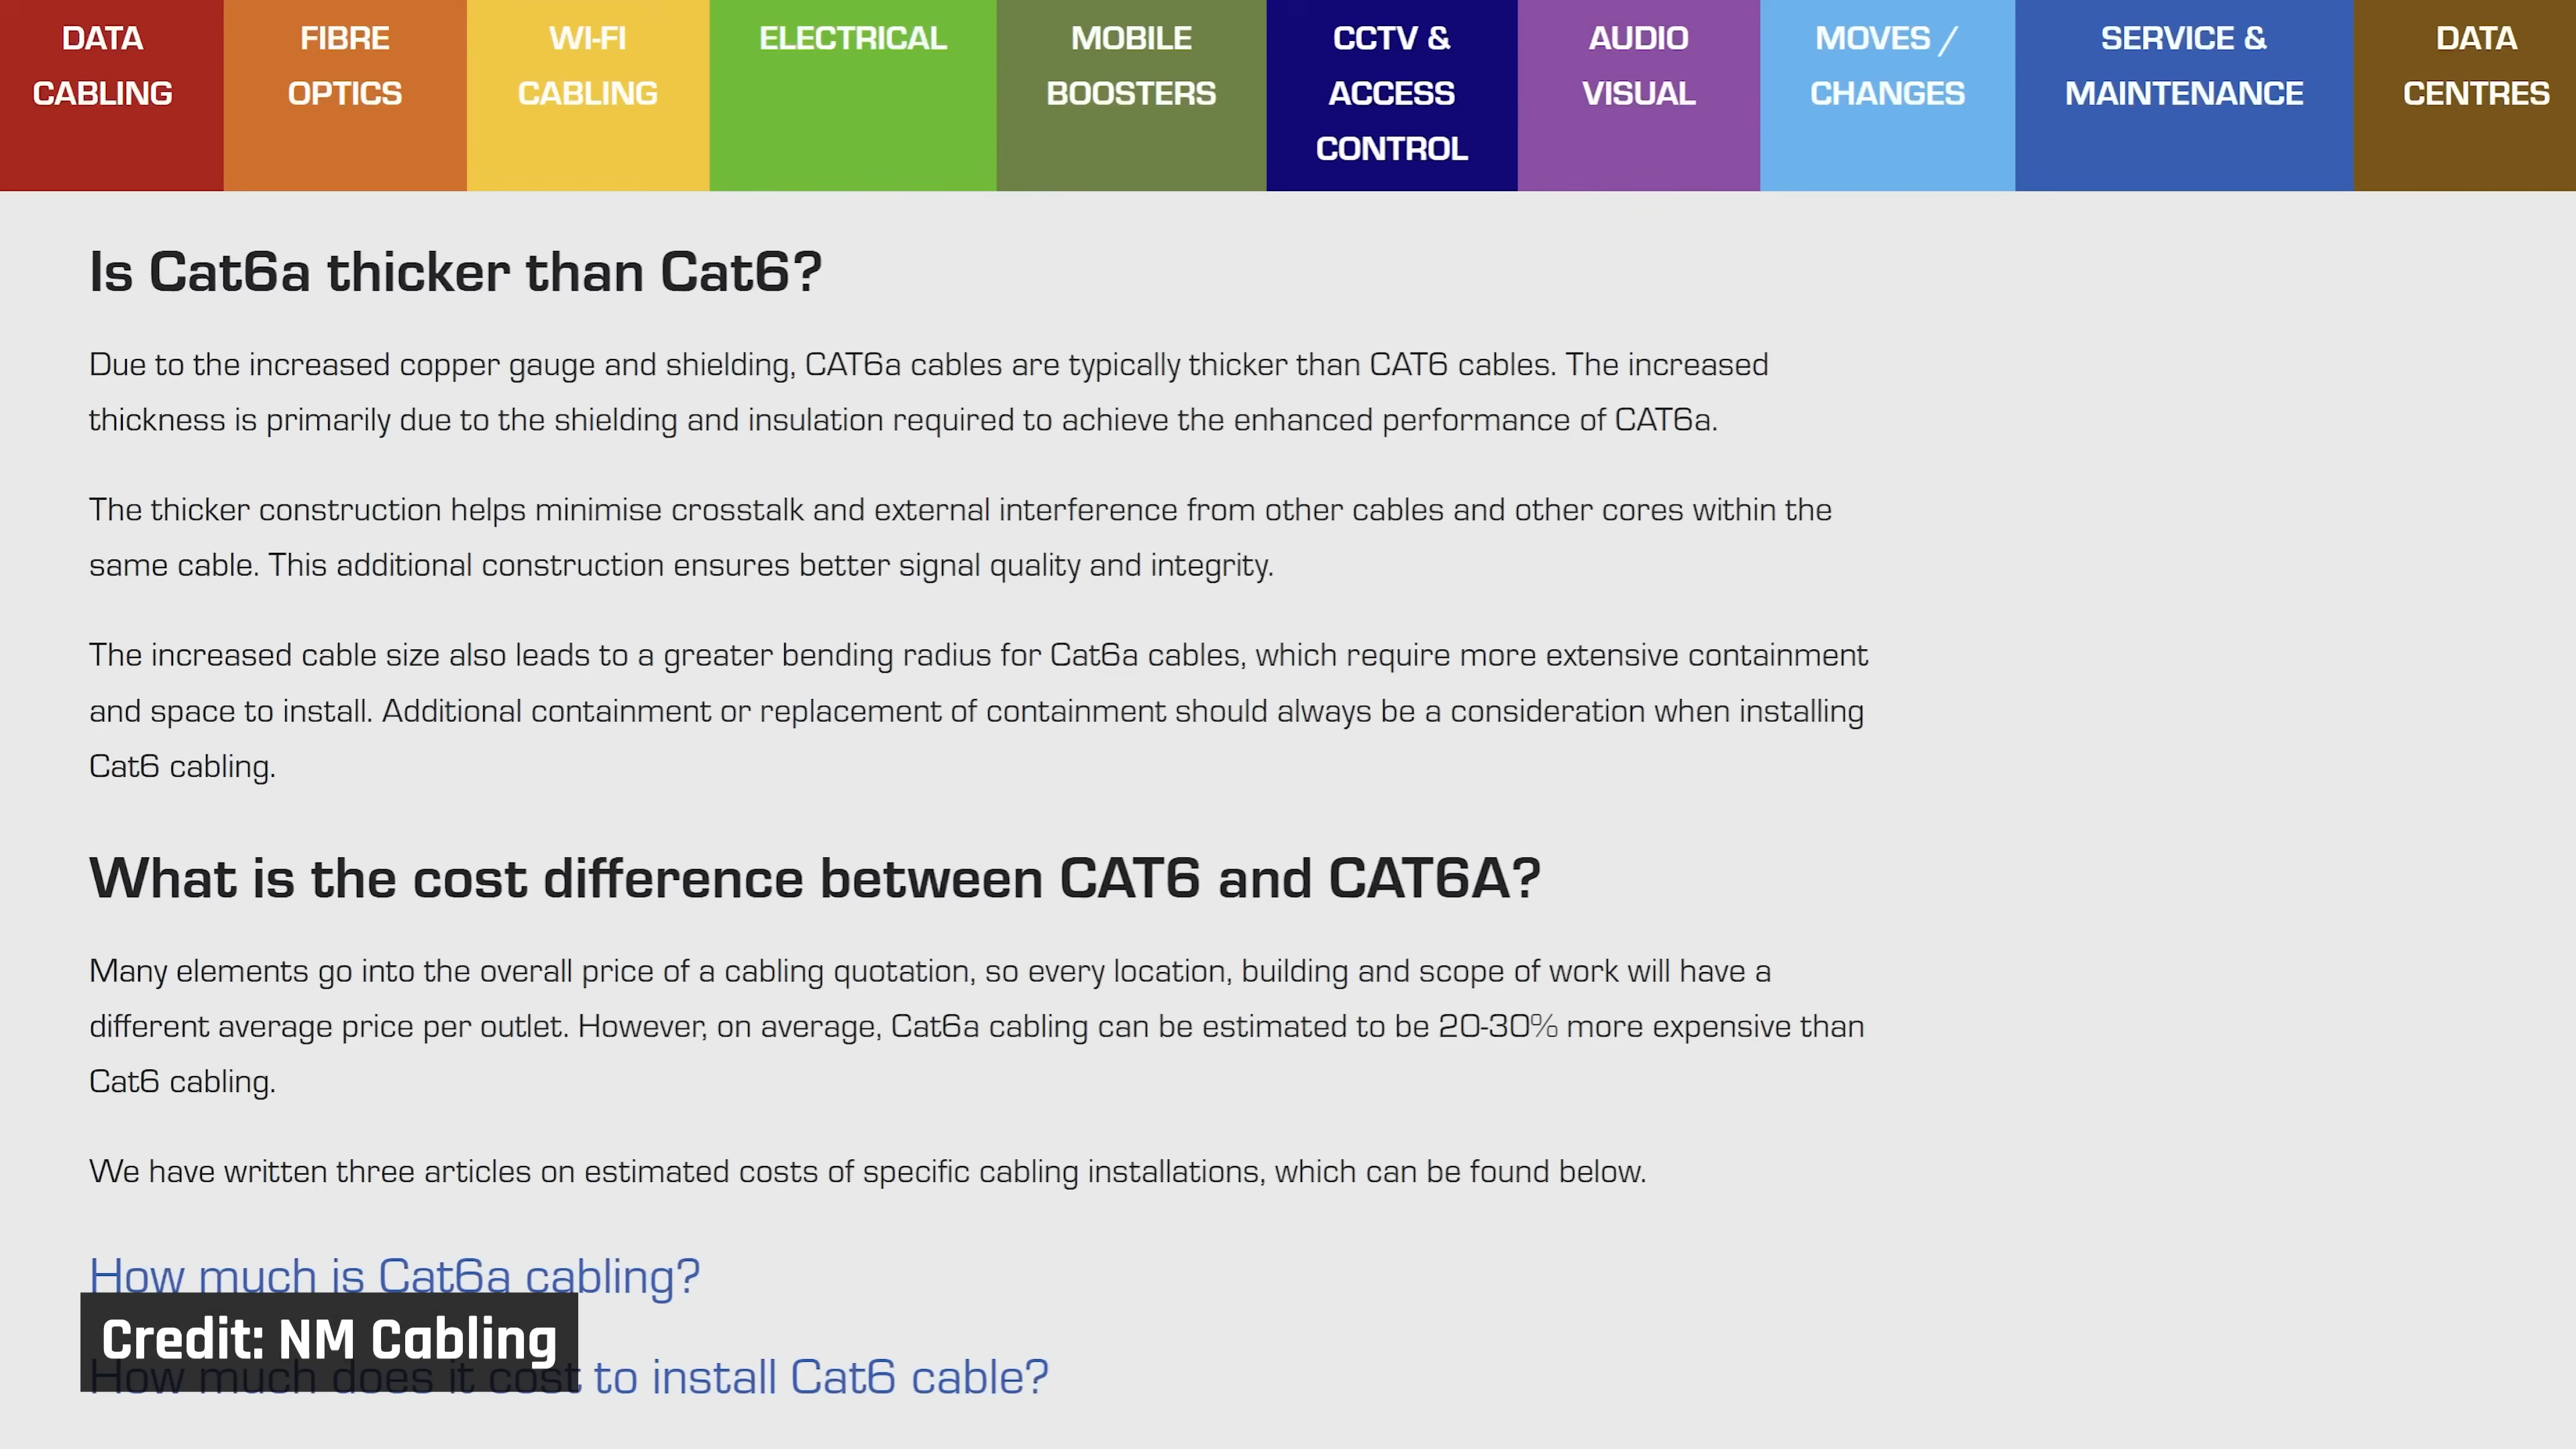 DATA CABLING
FIBRE OPTICS
WI-FI CABLING
ELECTRICAL
MOBILE BOOSTERS
CCTV & ACCESS CONTROL
AUDIO VISUAL
MOVES / CHANGES
SERVICE & MAINTENANCE
DATA CENTRES
Is Cat6a thicker than Cat6?
Due to the increased copper gauge and shielding, CAT6a cables are typically thicker than CAT6 cables. The increased
thickness is primarily due to the shielding and insulation required to achieve the enhanced performance of CAT6a.
The thicker construction helps minimise crosstalk and external interference from other cables and other cores within the
same cable. This additional construction ensures better signal quality and integrity.
The increased cable size also leads to a greater bending radius for Cat6a cables, which require more extensive containment
and space to install. Additional containment or replacement of containment should always be a consideration when installing
Cat6 cabling.
What is the cost difference between CAT6 and CAT6A?
Many elements go into the overall price of a cabling quotation, so every location, building and scope of work will have a
different average price per outlet. However, on average, Cat6a cabling can be estimated to be 20-30% more expensive than
Cat6 cabling.
We have written three articles on estimated costs of specific cabling installations, which can be found below.
How much is Cat6a cabling?
Credit: NM Cabling
How much does it cost to install Cat6 cable?